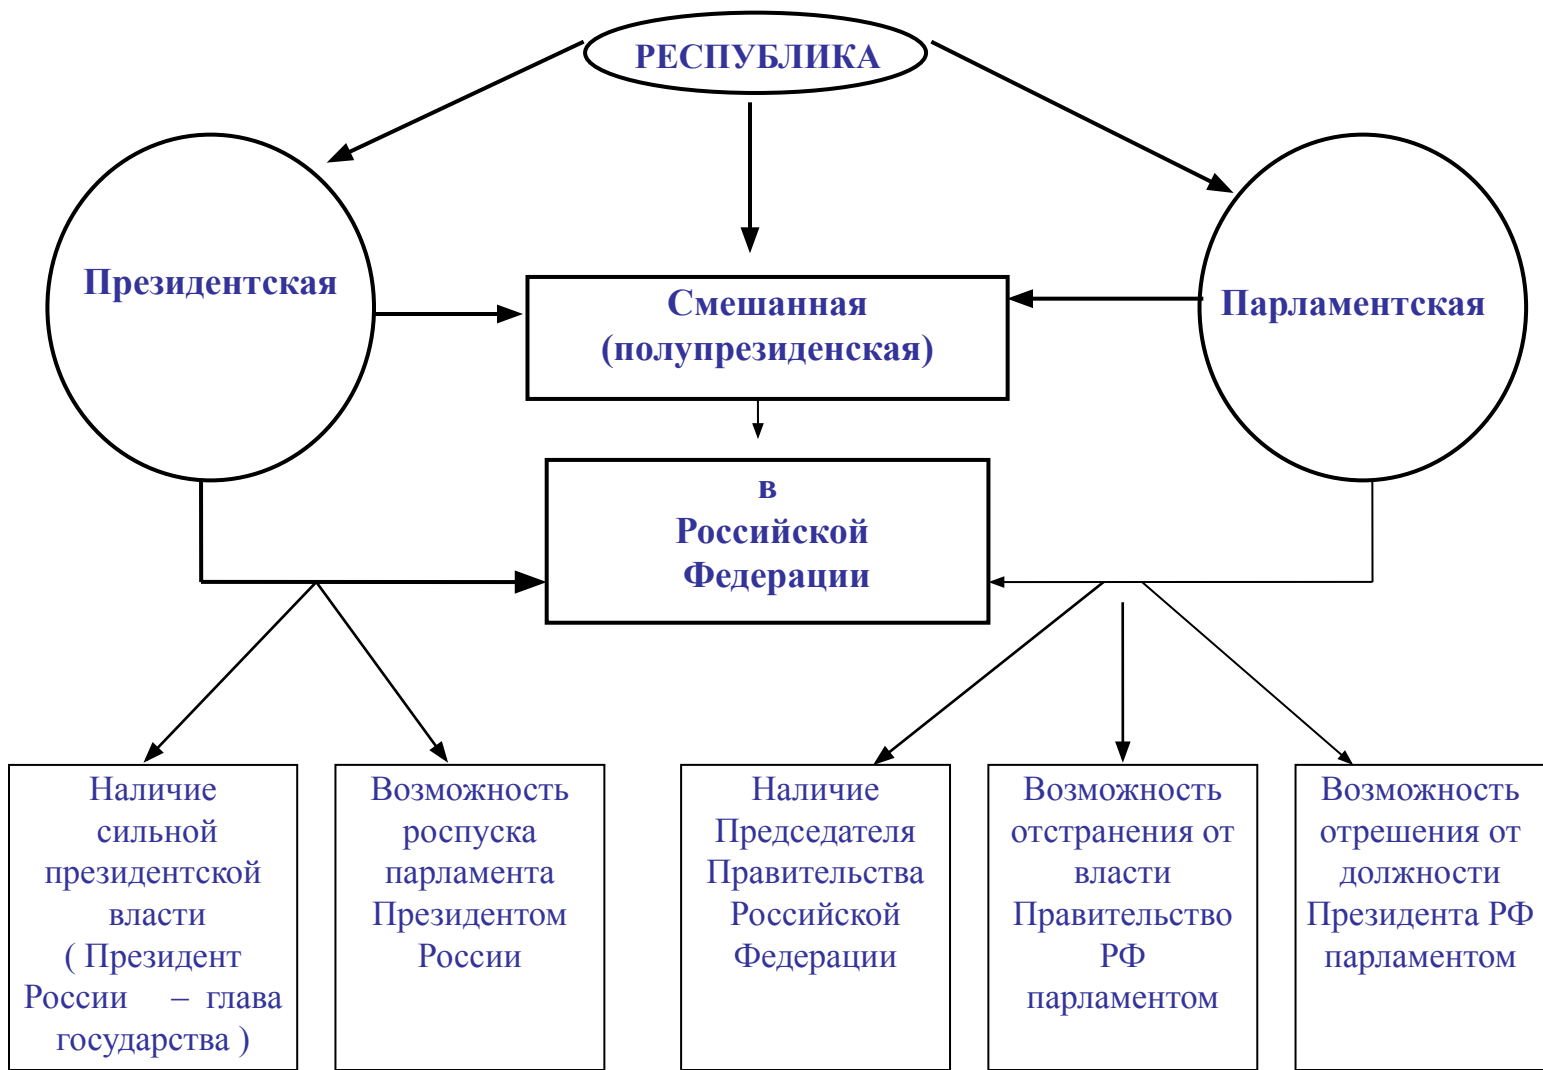 РЕСПУБЛИКА
Президентская
Смешанная
(полупрезиденская)
Парламентская
в
Российской
Федерации
Наличие
сильной
президентской
власти
( Президент
России – глава
государства )
Возможность
роспуска
парламента
Президентом
России
Наличие
Председателя
Правительства
Российской
Федерации
Возможность
отстранения от
власти
Правительство
РФ
парламентом
Возможность
отрешения от
должности
Президента РФ
парламентом